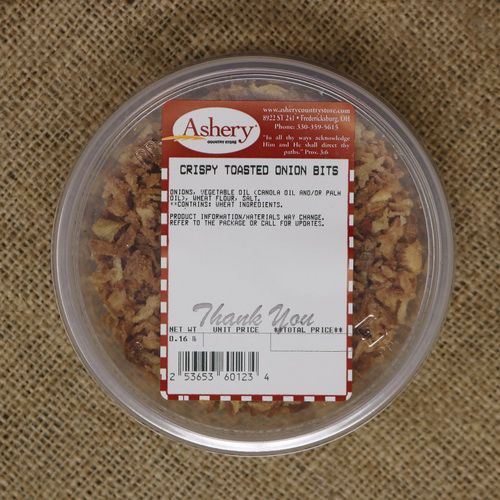 Ashery
COUNTRY STORE
www.asherycountrystore.com
8922 ST 241 • Fredericksburg, OH
Phone: 330-359-5615
"In all thy ways acknowledge
Him and He shall direct thy
paths." Prov. 3:6
CRISPY TOASTED ONION BITS
ONIONS, VEGETABLE OIL (CANOLA OIL AND/OR PALM
OIL), WHEAT FLOUR, SALT.
**CONTAINS: WHEAT INGREDIENTS.
PRODUCT INFORMATION/MATERIALS MAY CHANGE.
REFER TO THE PACKAGE OR CALL FOR UPDATES.
Thank You
NET WT UNIT PRICE **TOTAL PRICE**
0.16 lb
2 53653 60123 4